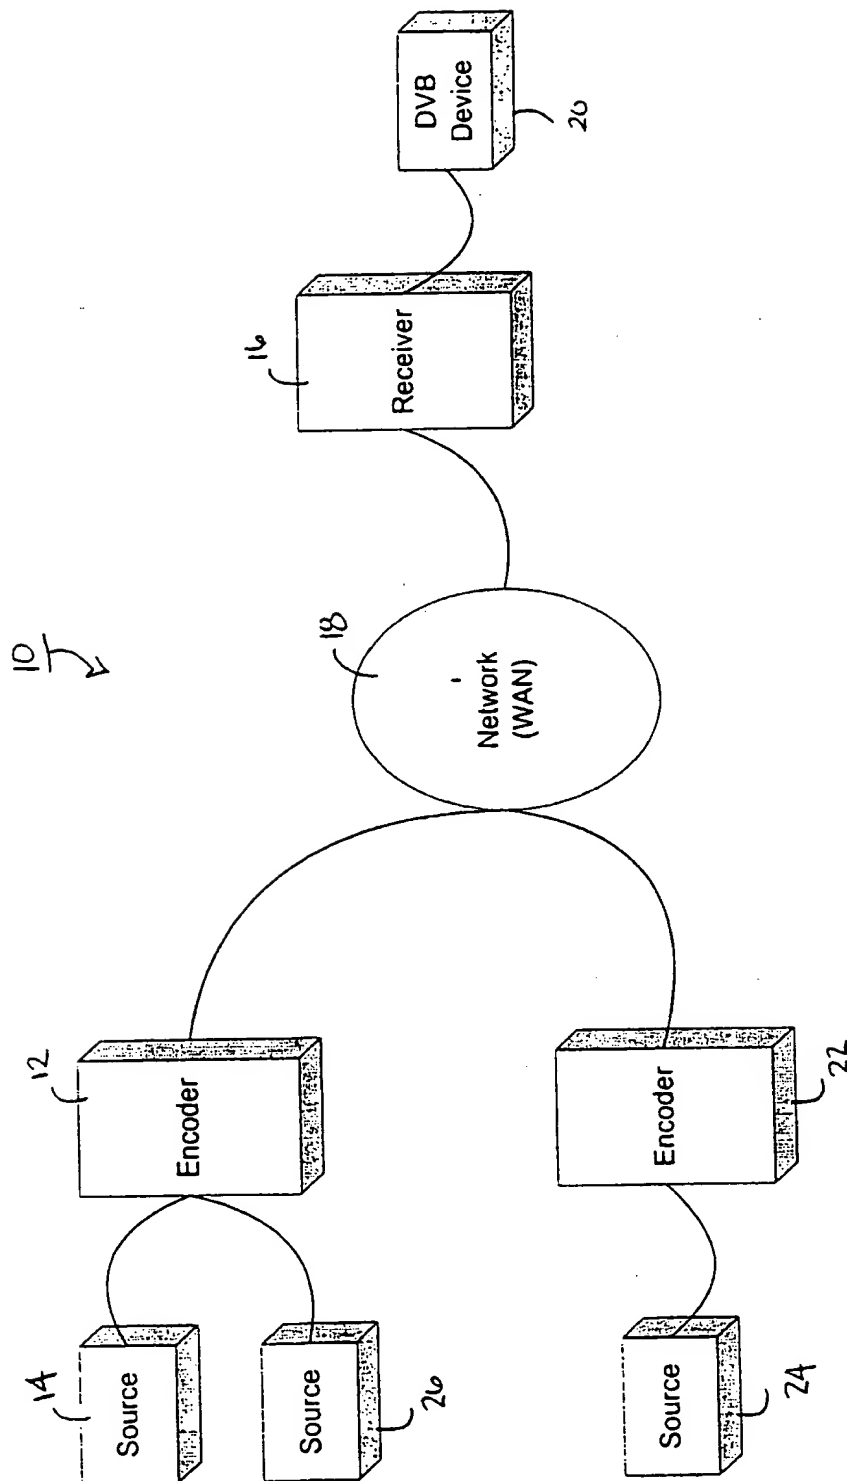 10
14
Source
12
Encoder
Source
26
18
Network
(WAN)
16
Receiver
DVB
Device
20
Source
24
Encoder
22